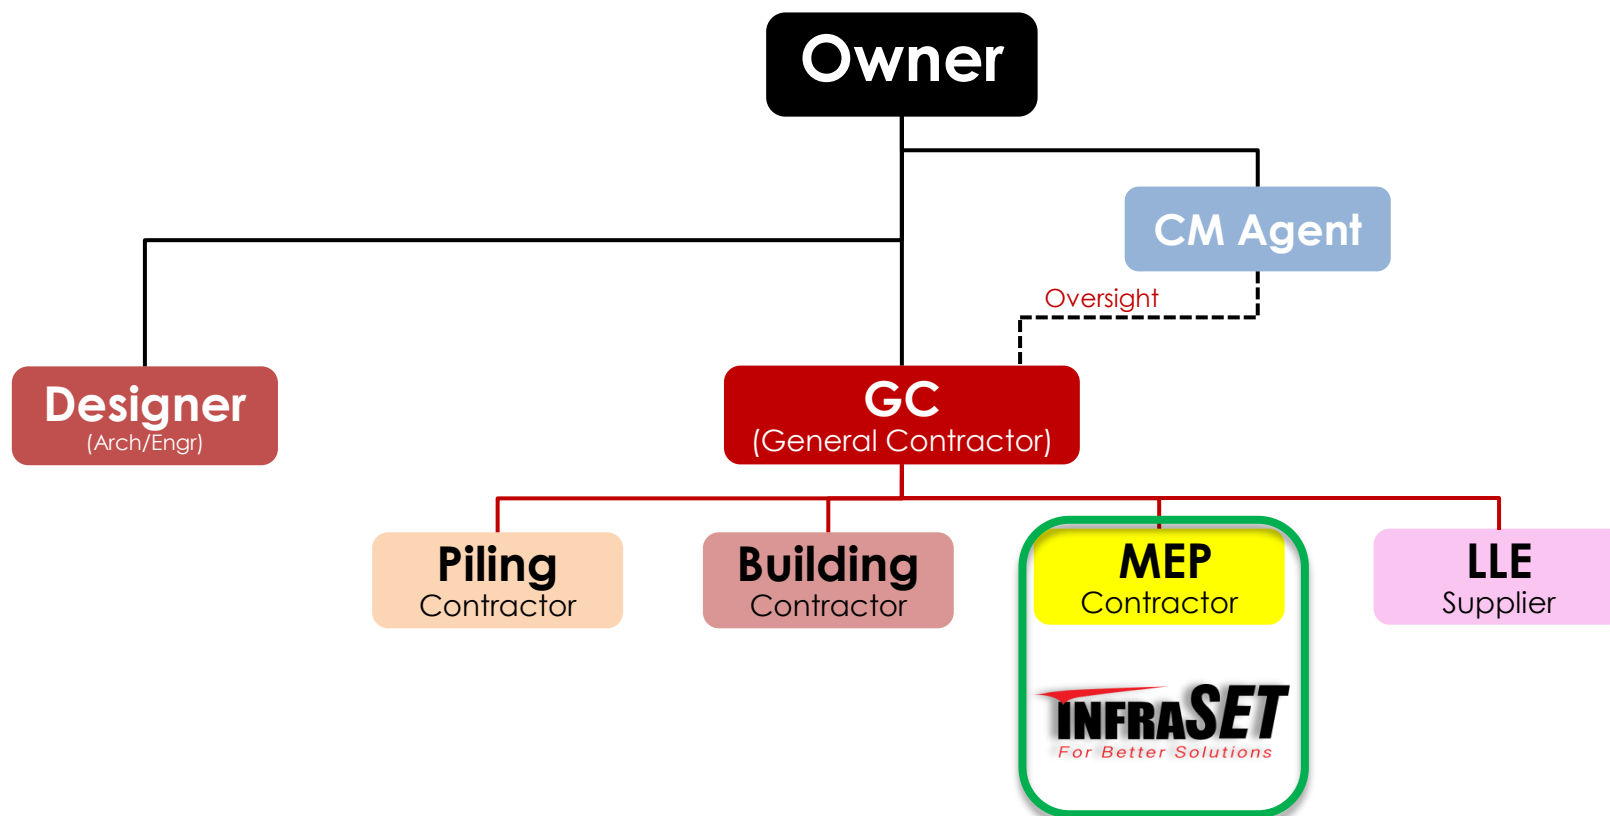 Owner
CM Agent
Oversight
Designer
(Arch/Engr)
GC
(General Contractor)
Piling
Contractor
Building
Contractor
MEP
Contractor
LLE
Supplier
INFRASET
For Better Solutions